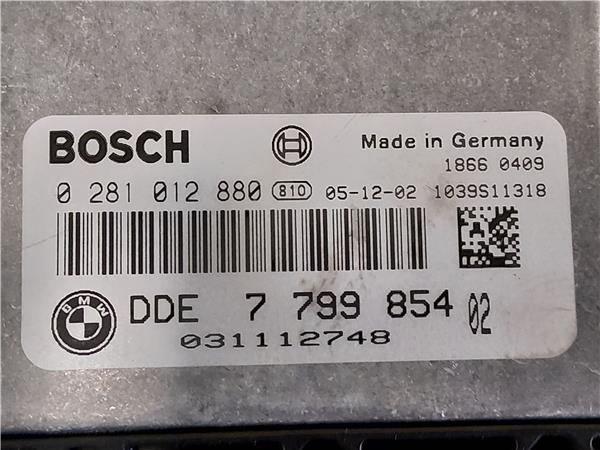 BOSCH
Made in Germany
1866 0409
0 281 012 880 810 05-12-02 1039S11318
BMW
DDE 7 799 854 02
031112748